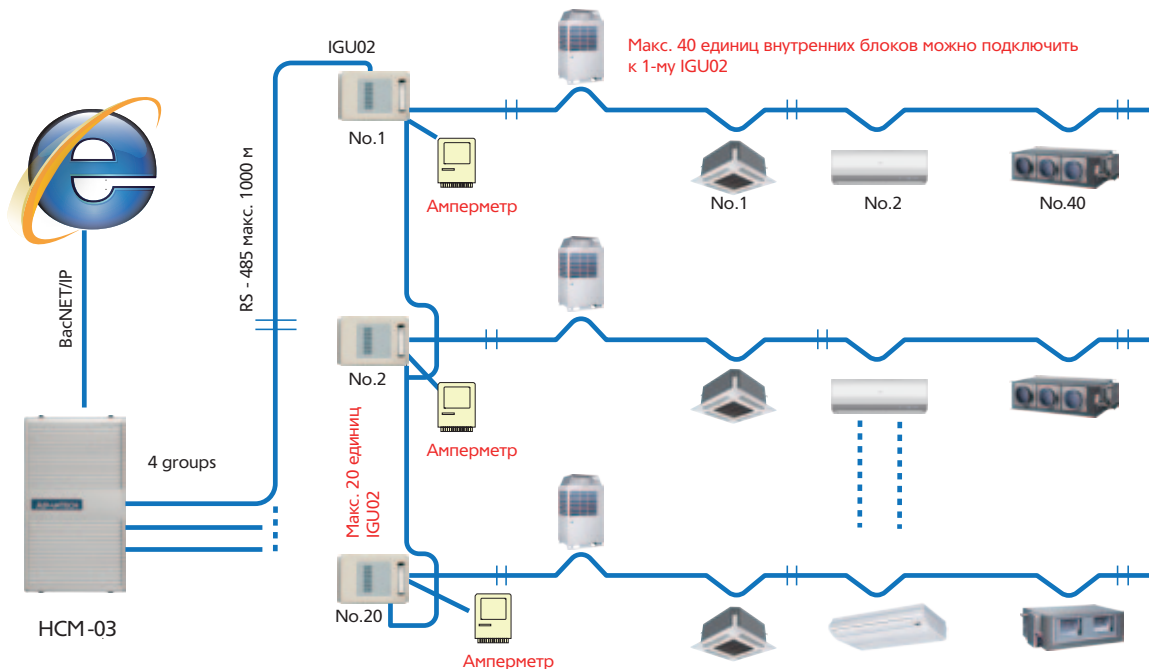 IGU02
Макс. 40 единиц внутренних блоков можно подключить
к 1-му IGU02
No.1
Амперметр
No.1
No.2
No.40
RS - 485 макс. 1000 м
BacNET/IP
No.2
Амперметр
4 groups
Макс. 20 единиц
IGU02
No.20
Амперметр
HCM-03